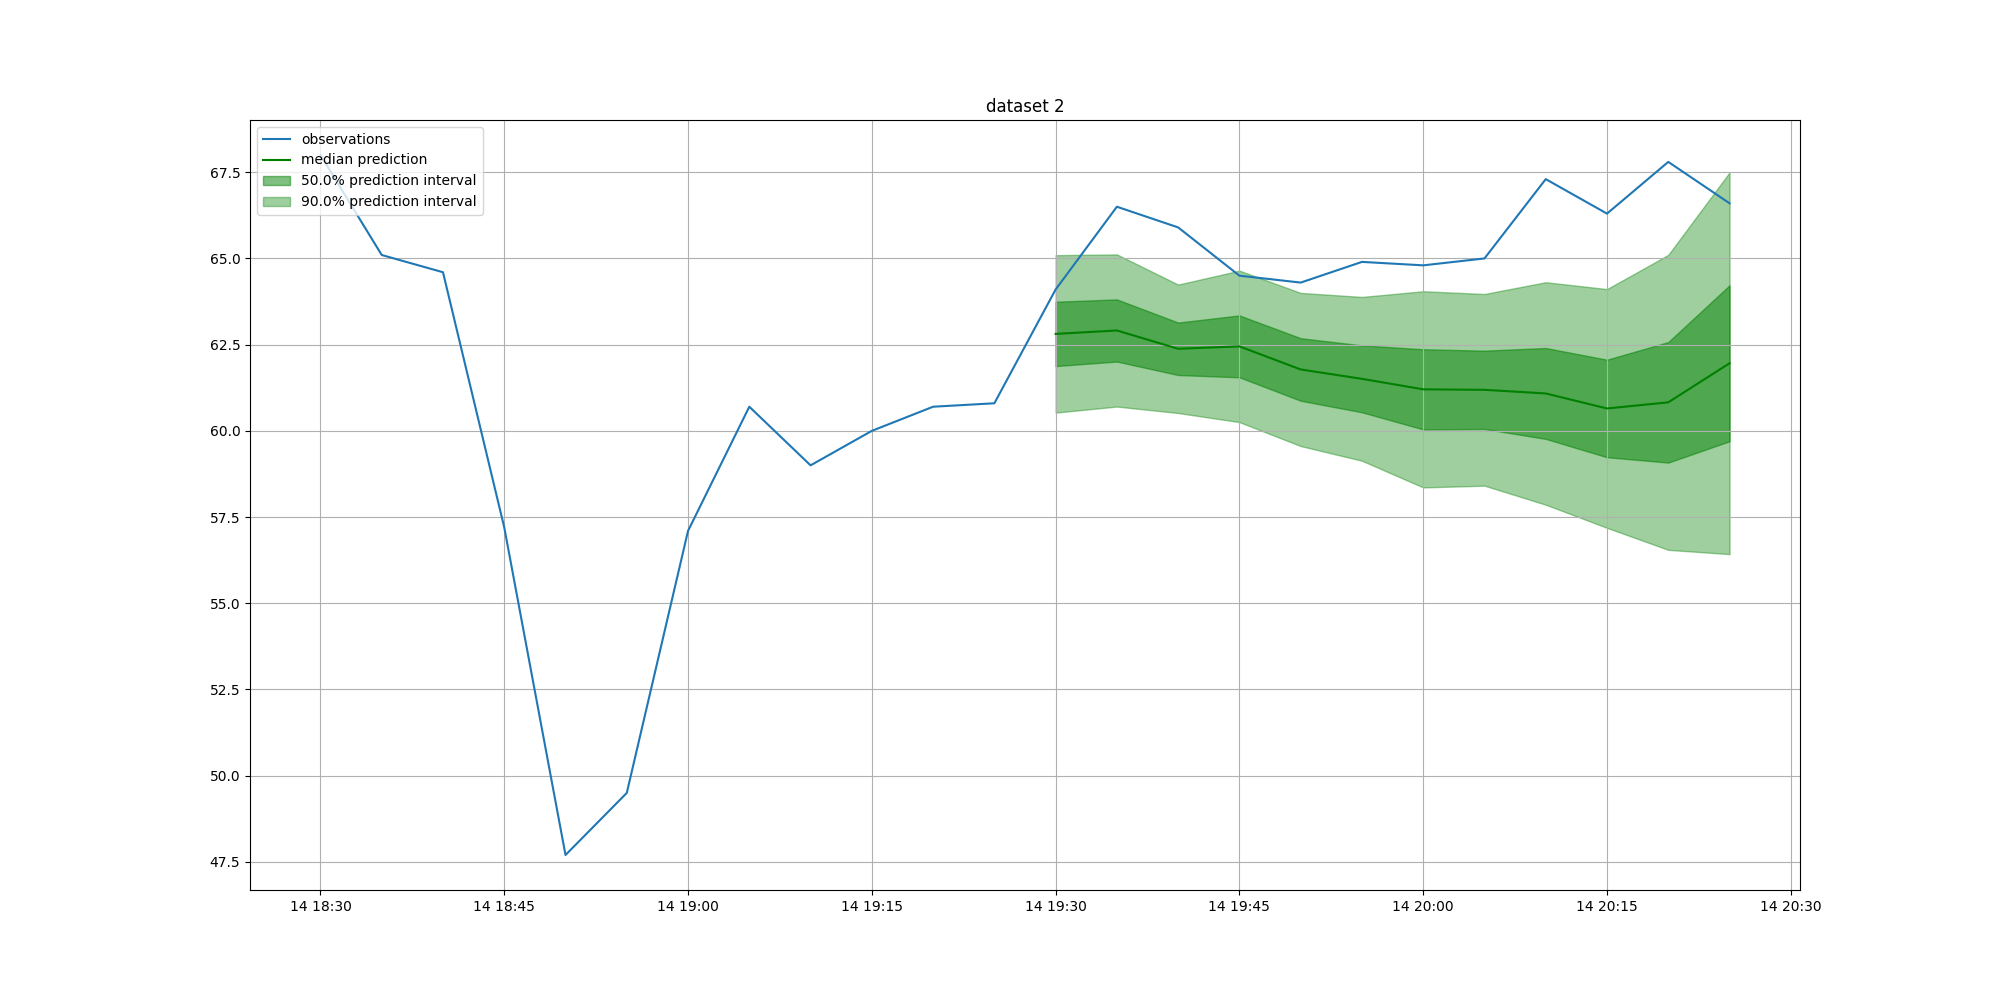 dataset 2
observations
median prediction
50.0% prediction interval
90.0% prediction interval
67.5
65.0
62.5
60.0
57.5
55.0
52.5
50.0
47.5
14 18:30 14 18:45 14 19:00 14 19:15 14 19:30 14 19:45 14 20:00 14 20:15 14 20:30